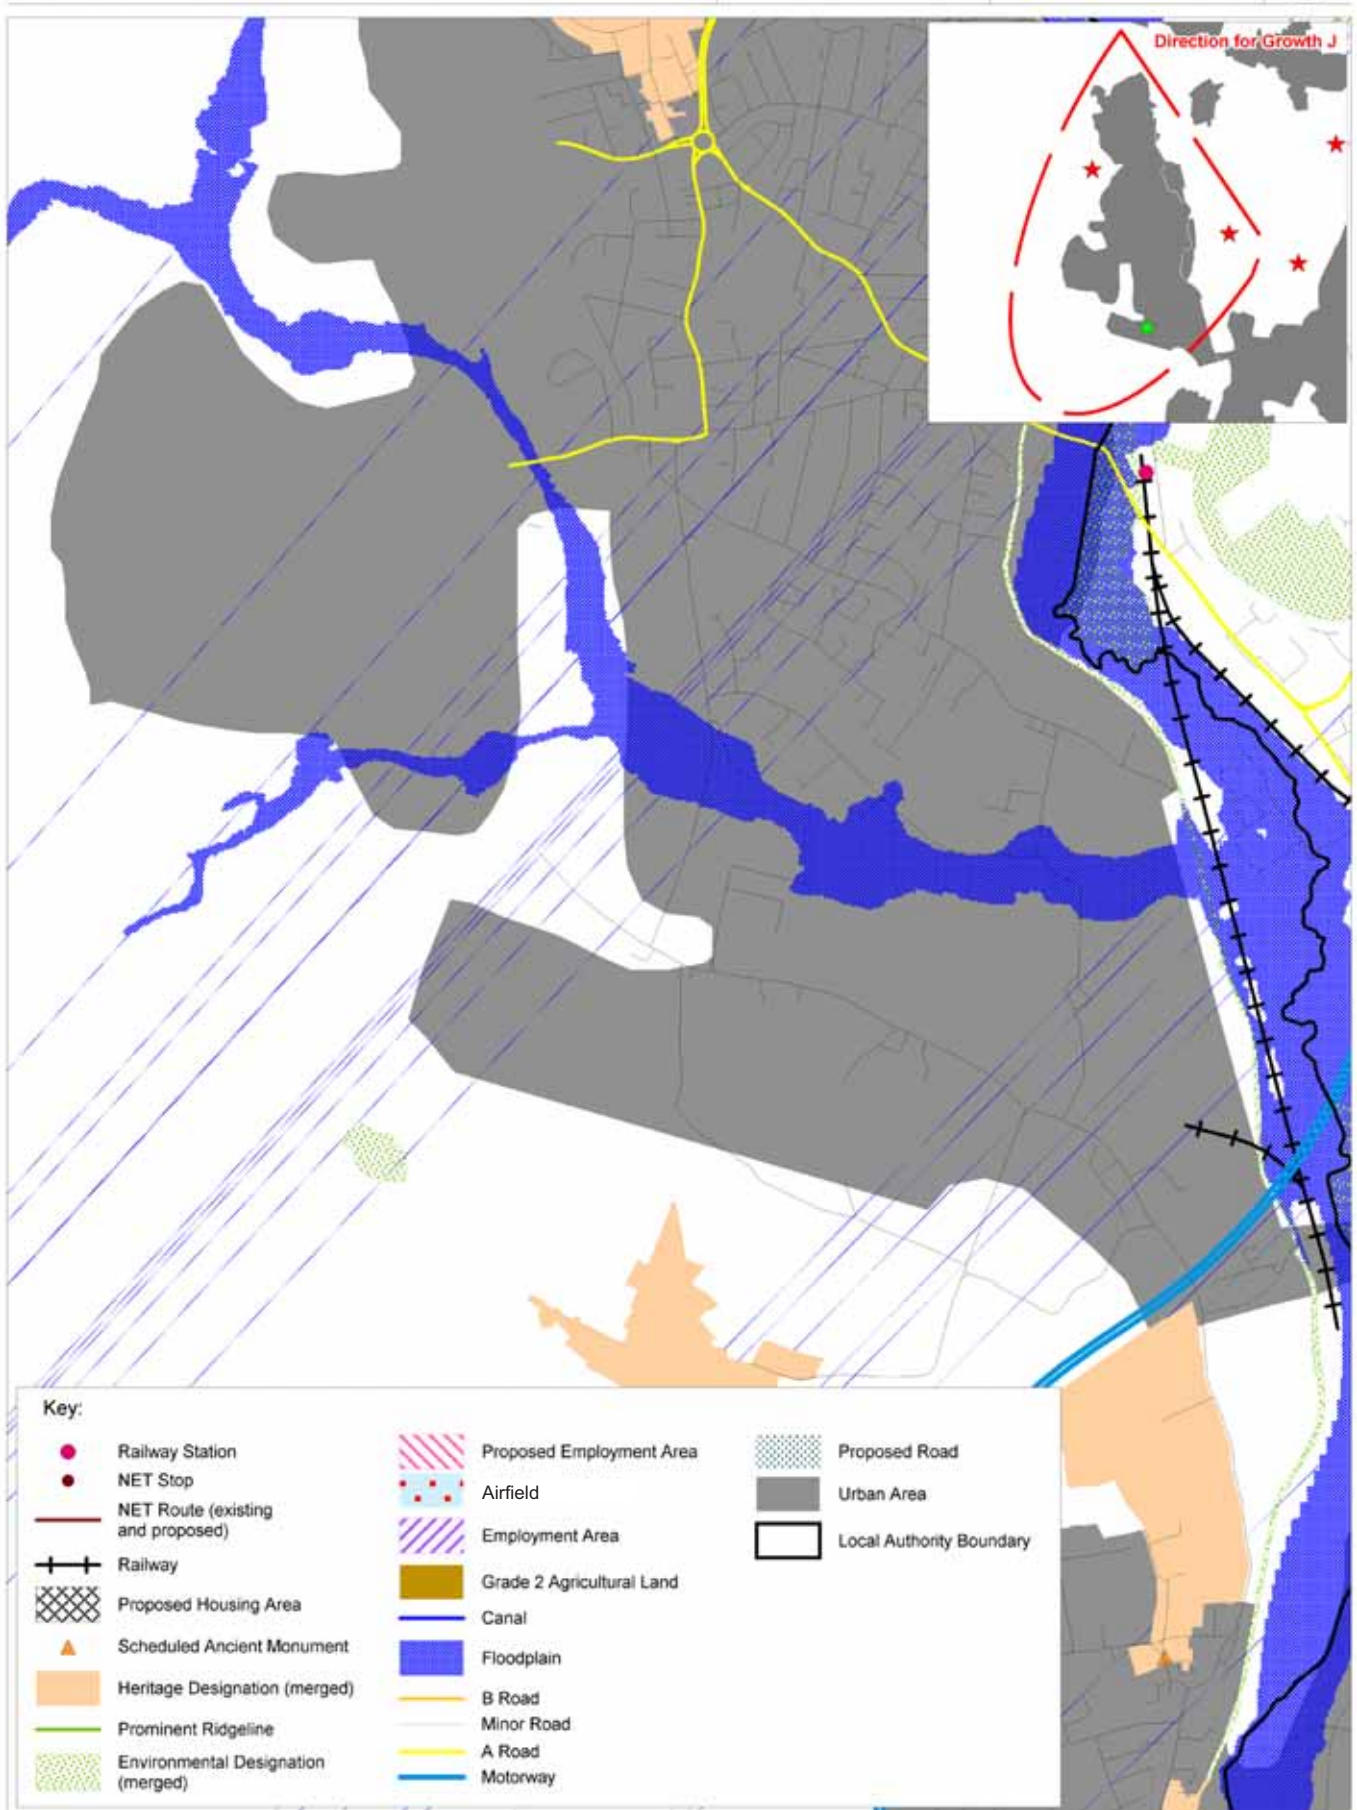 Direction for Growth J
Key:
Railway Station
NET Stop
NET Route (existing
and proposed)
Railway
Proposed Housing Area
Scheduled Ancient Monument
Heritage Designation (merged)
Prominent Ridgeline
Environmental Designation
(merged)
Proposed Employment Area
Airfield
Employment Area
Grade 2 Agricultural Land
Canal
Floodplain
B Road
Minor Road
A Road
Motorway
Proposed Road
Urban Area
Local Authority Boundary